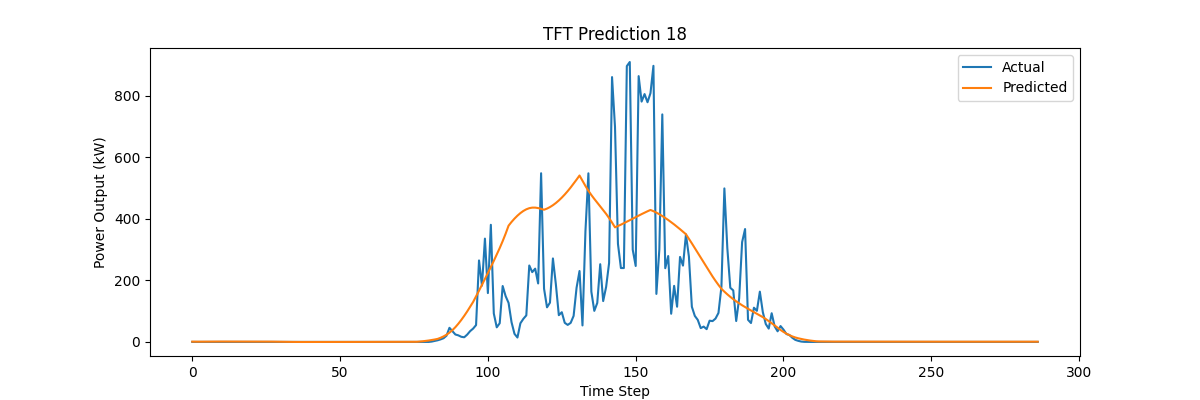 TFT Prediction 18
Actual
Predicted
Power Output (kW)
800
600
400
200
0
0 50 100 150 200 250 300
Time Step